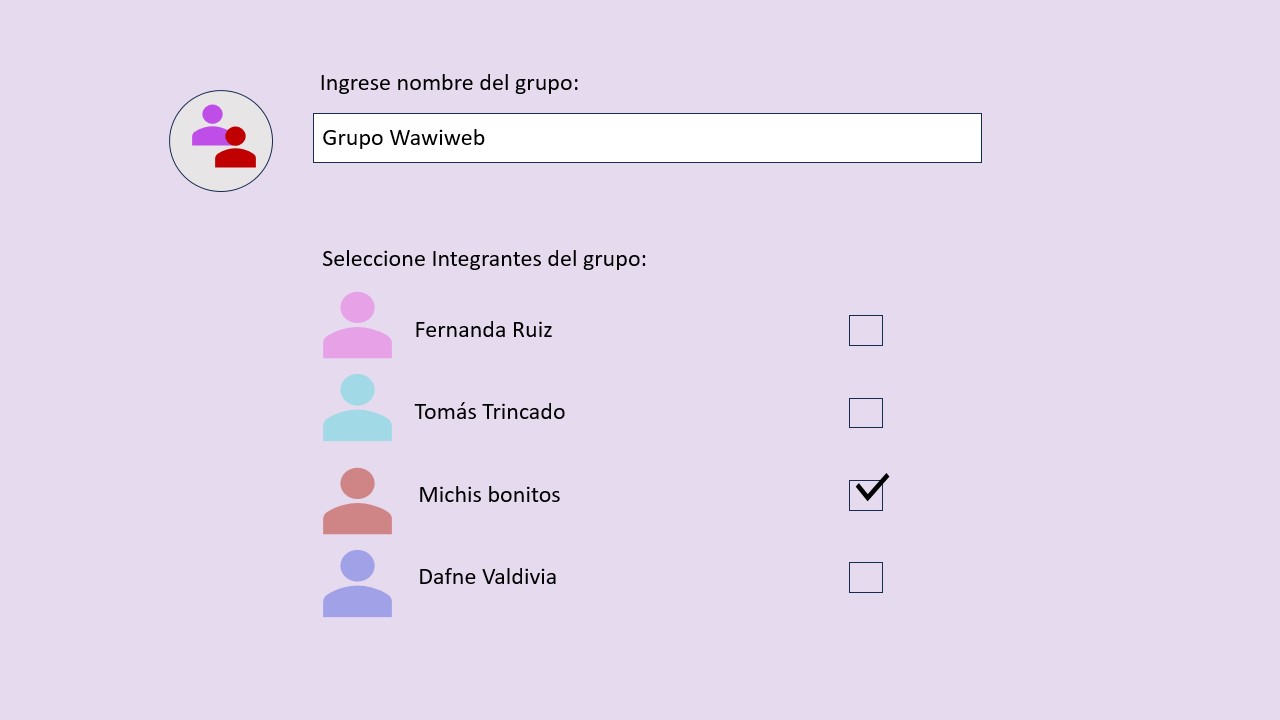 Ingrese nombre del grupo:
Grupo Wawiweb
Seleccione Integrantes del grupo:
Fernanda Ruiz
Tomás Trincado
Michis bonitos
Dafne Valdivia